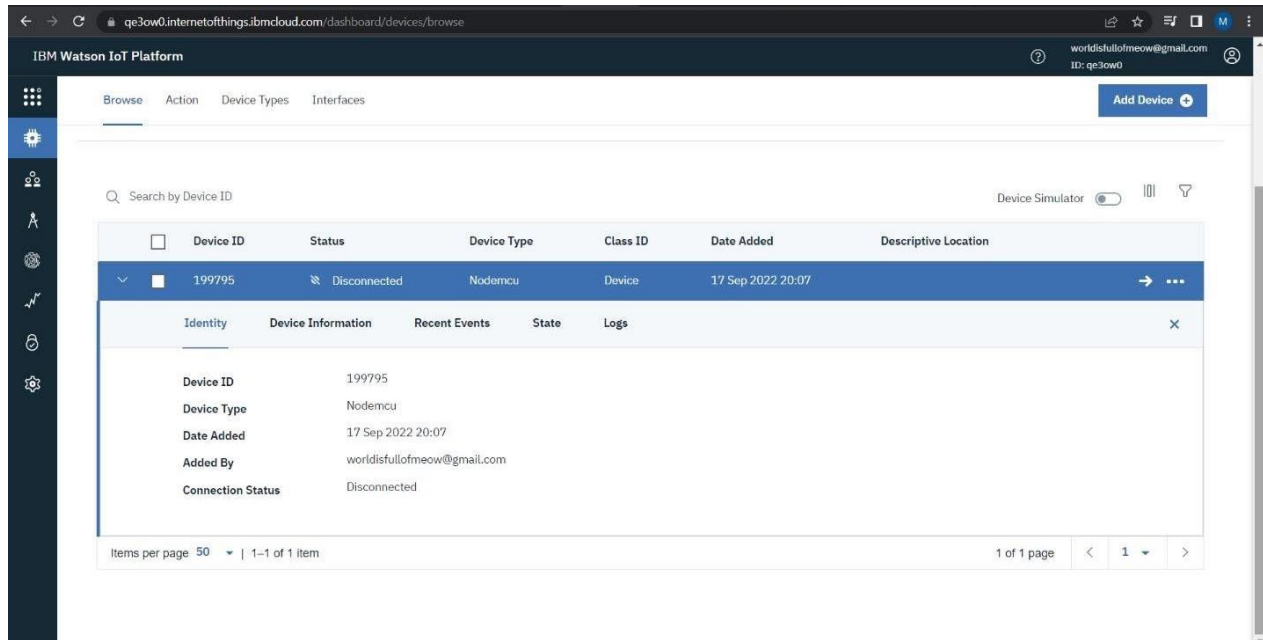 qe3ow0.internetofthings.ibmcloud.com/dashboard/devices/browse
M
IBM Watson IoT Platform
worldisfullofmeow@gmail.com
ID: qe3ow0
Browse Action Device Types Interfaces
Add Device
Search by Device ID
Device Simulator
Device ID Status Device Type Class ID Date Added Descriptive Location
199795 Disconnected Nodemcu Device 17 Sep 2022 20:07
Identity Device Information Recent Events State Logs
Device ID 199795
Device Type Nodemcu
Date Added 17 Sep 2022 20:07
Added By worldisfullofmeow@gmail.com
Connection Status Disconnected
Items per page 50 | 1–1 of 1 item 1 of 1 page 1